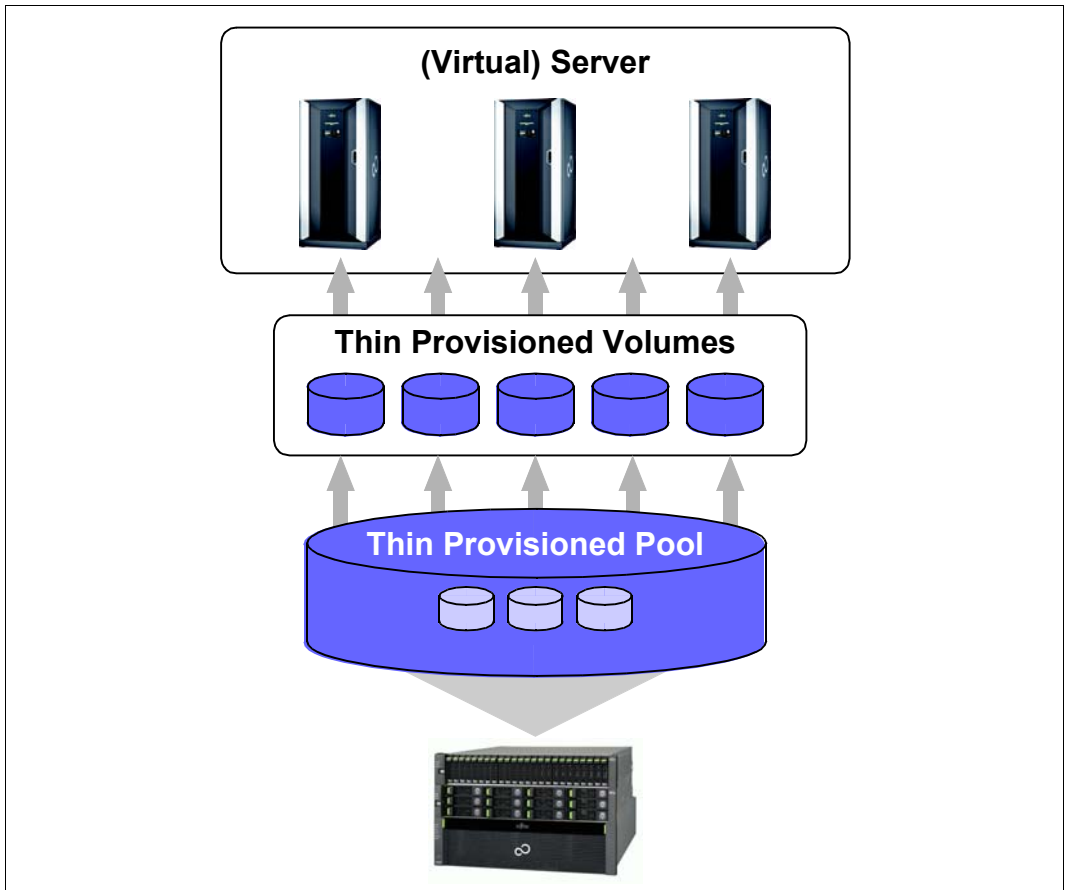 (Virtual) Server
Thin Provisioned Volumes
Thin Provisioned Pool